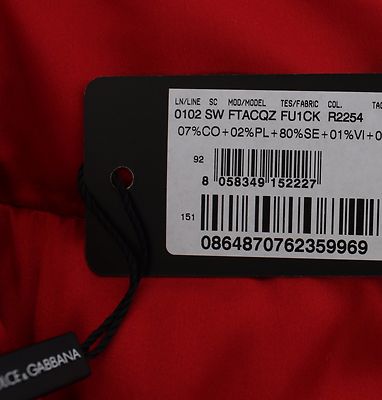 LN/LINE SC MOD/MODEL TES/FABRIC COL.
0102 SW FTACQZ FU1CK R2254
07%CO+02%PL+80%SE+01%VI+0
92
8 058349 152227
151
0864870762359969
& GABBANA